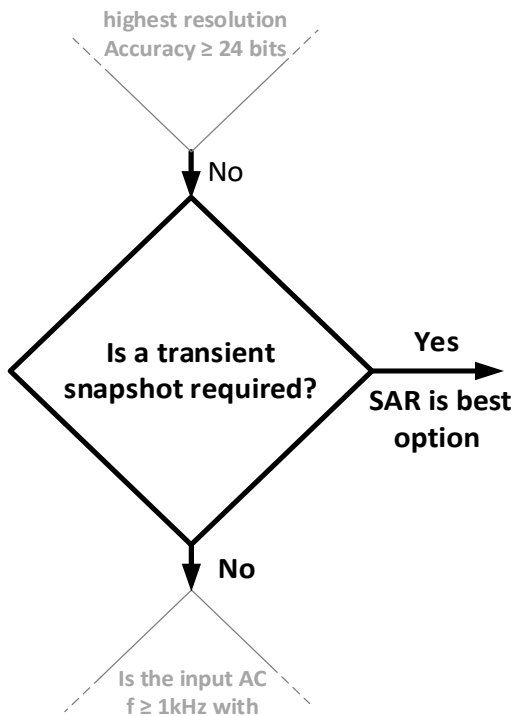 highest resolution
Accuracy ≥ 24 bits
No
Is a transient
snapshot required?
Yes
SAR is best
option
No
Is the input AC
f ≥ 1kHz with